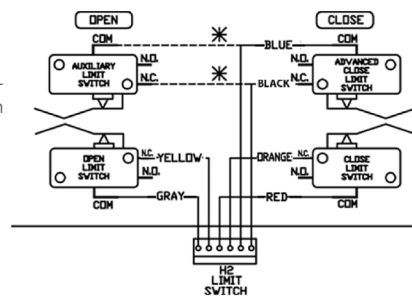 OPEN
CLOSE
COM
COM
AUXILIARY
LIMIT
SWITCH
N.O.
N.C.
BLUE
BLACK
N.O.
N.C.
ADVANCED
CLOSE LIMIT
SWITCH
OPEN
LIMIT
SWITCH
N.C.
N.O.
YELLOW
ORANGE
N.C.
N.O.
CLOSE
LIMIT
SWITCH
COM
GRAY
RED
COM
H2
LIMIT
SWITCH